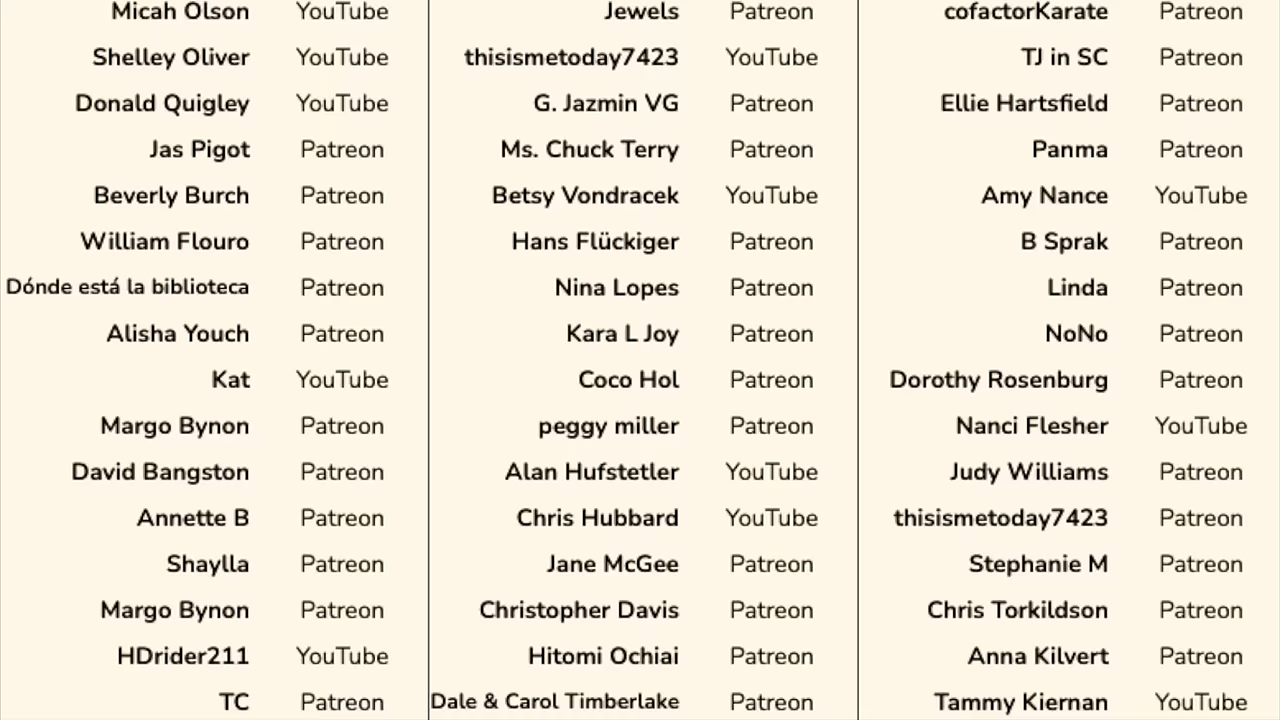 Micah Olson YouTube
Shelley Oliver YouTube
Donald Quigley YouTube
Jas Pigot Patreon
Beverly Burch Patreon
William Flouro Patreon
Dónde está la biblioteca Patreon
Alisha Youch Patreon
Kat YouTube
Margo Bynon Patreon
David Bangston Patreon
Annette B Patreon
Shaylla Patreon
Margo Bynon Patreon
HDrider211 YouTube
TC Patreon
Jewels Patreon
thisismetoday7423 YouTube
G. Jazmin VG Patreon
Ms. Chuck Terry Patreon
Betsy Vondracek YouTube
Hans Flückiger Patreon
Nina Lopes Patreon
Kara L Joy Patreon
Coco Hol Patreon
peggy miller Patreon
Alan Hufstetler YouTube
Chris Hubbard YouTube
Jane McGee Patreon
Christopher Davis Patreon
Hitomi Ochiai Patreon
Dale & Carol Timberlake Patreon
cofactorKarate Patreon
TJ in SC Patreon
Ellie Hartsfield Patreon
Panma Patreon
Amy Nance YouTube
B Sprak Patreon
Linda Patreon
NoNo Patreon
Dorothy Rosenburg Patreon
Nanci Flesher YouTube
Judy Williams Patreon
thisismetoday7423 Patreon
Stephanie M Patreon
Chris Torkildson Patreon
Anna Kilvert Patreon
Tammy Kiernan YouTube